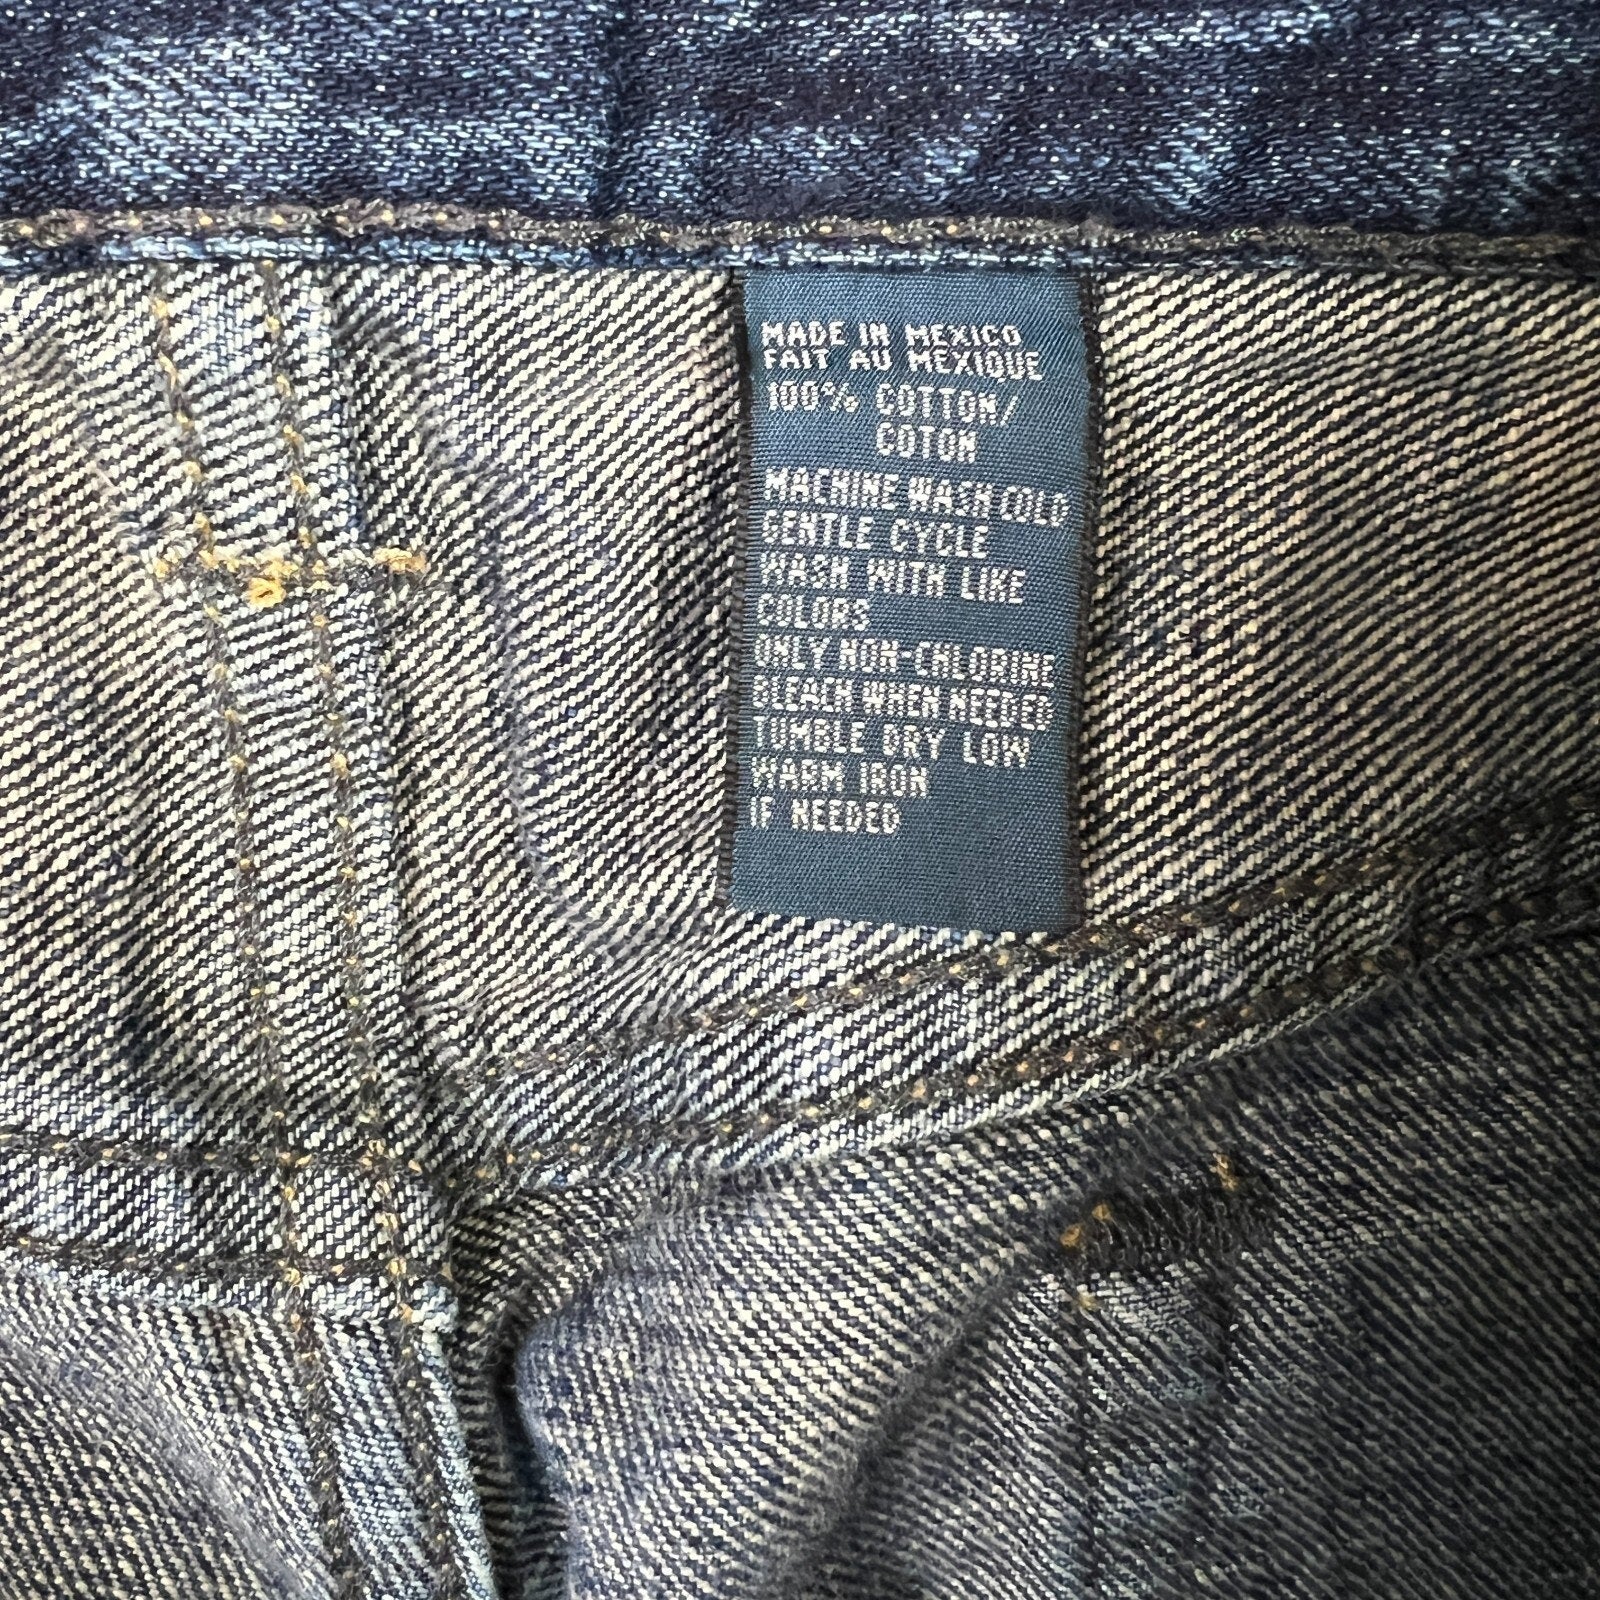 MADE IN MEXICO
FAIT AU MEXIQUE
100% COTTON/
COTON
MACHINE WASH COLD
GENTLE CYCLE
WASH WITH LIKE
COLORS
ONLY NON-CHLORINE
BLEACH WHEN NEEDED
TUMBLE DRY LOW
WARM IRON
IF NEEDED